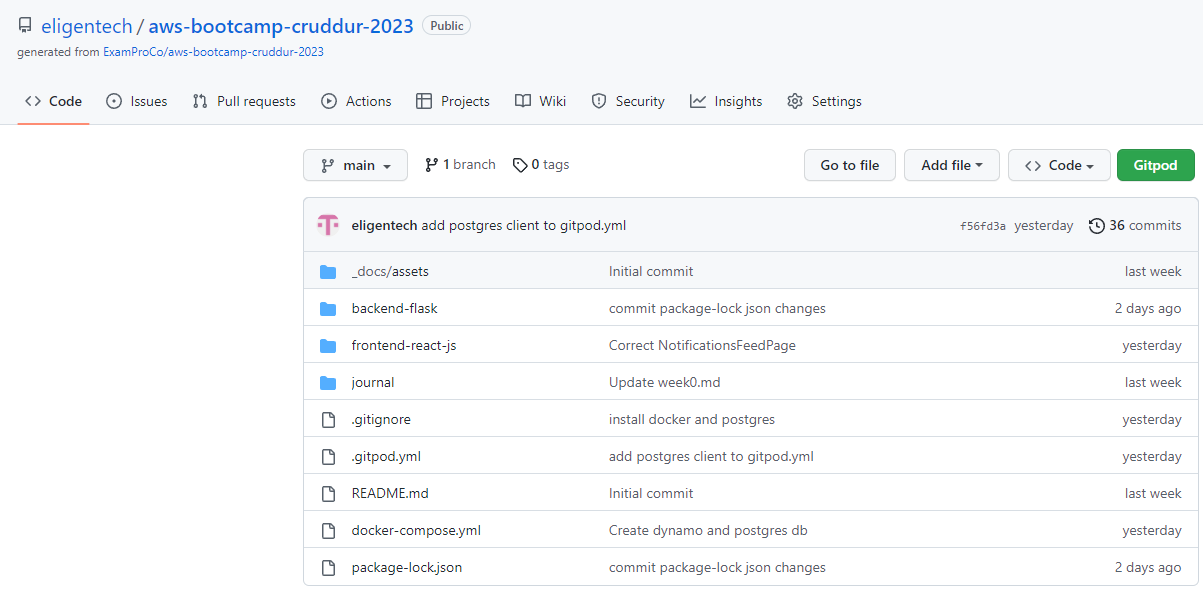 eligentech / aws-bootcamp-cruddur-2023 Public
generated from ExamProCo/aws-bootcamp-cruddur-2023
Code Issues Pull requests Actions Projects Wiki Security Insights Settings
main 1 branch 0 tags Go to file Add file Code Gitpod
eligentech add postgres client to gitpod.yml f56fd3a yesterday 36 commits
_docs/assets Initial commit last week
backend-flask commit package-lock json changes 2 days ago
frontend-react-js Correct NotificationsFeedPage yesterday
journal Update week0.md last week
.gitignore install docker and postgres yesterday
.gitpod.yml add postgres client to gitpod.yml yesterday
README.md Initial commit last week
docker-compose.yml Create dynamo and postgres db yesterday
package-lock.json commit package-lock json changes 2 days ago